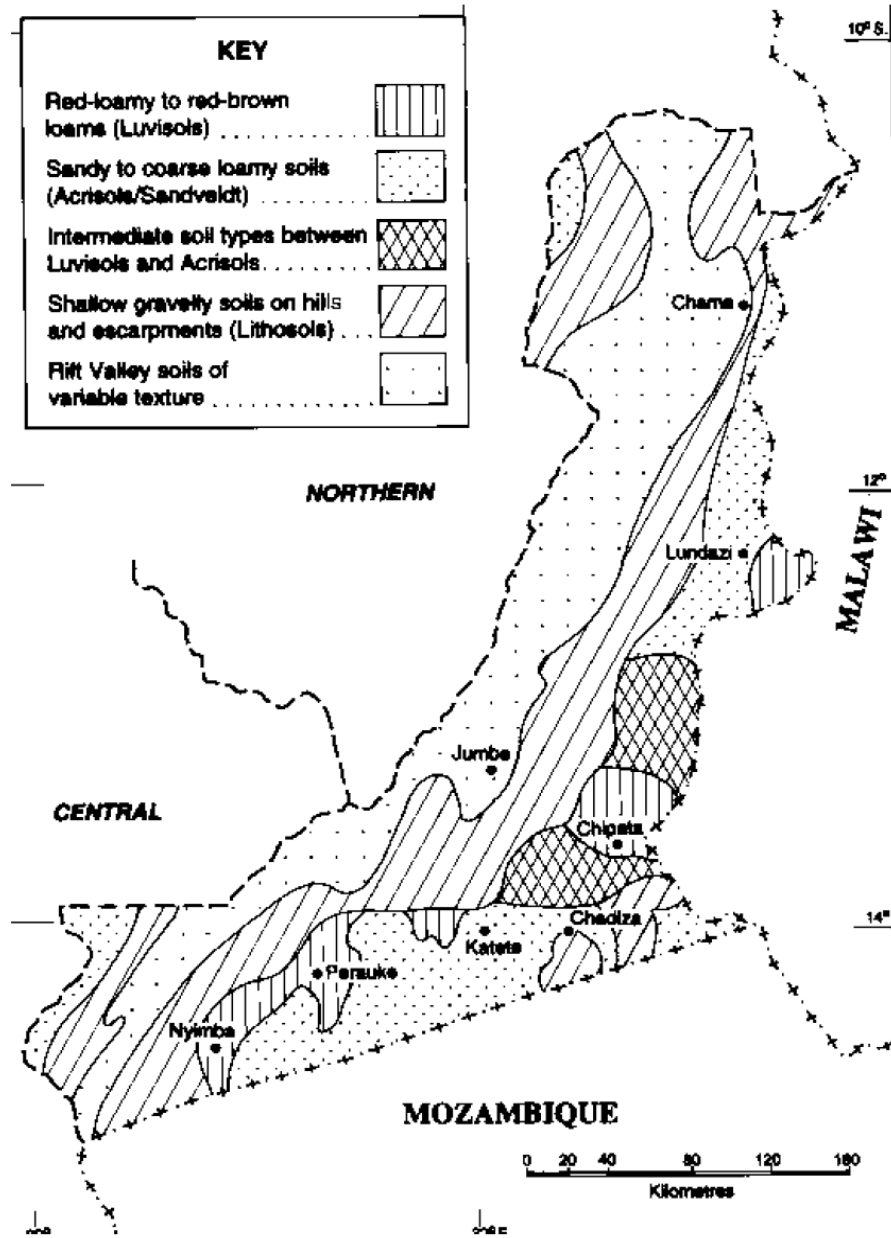 KEY
Red-loamy to red-brown
loams (Luvisols)
Sandy to coarse loamy soils
(Acrisols/Sandveldt)
Intermediate soil types between
Luvisols and Acrisols
Shallow gravelly soils on hills
and escarpments (Lithosols)
Rift Valley soils of
variable texture
10° S.
Chama
NORTHERN
12°
Lundazi
MALAWI
Jumbe
CENTRAL
Chipata
14°
Chadiza
Katete
Petauke
Nyimba
MOZAMBIQUE
0 20 40 80 120 160
Kilometres